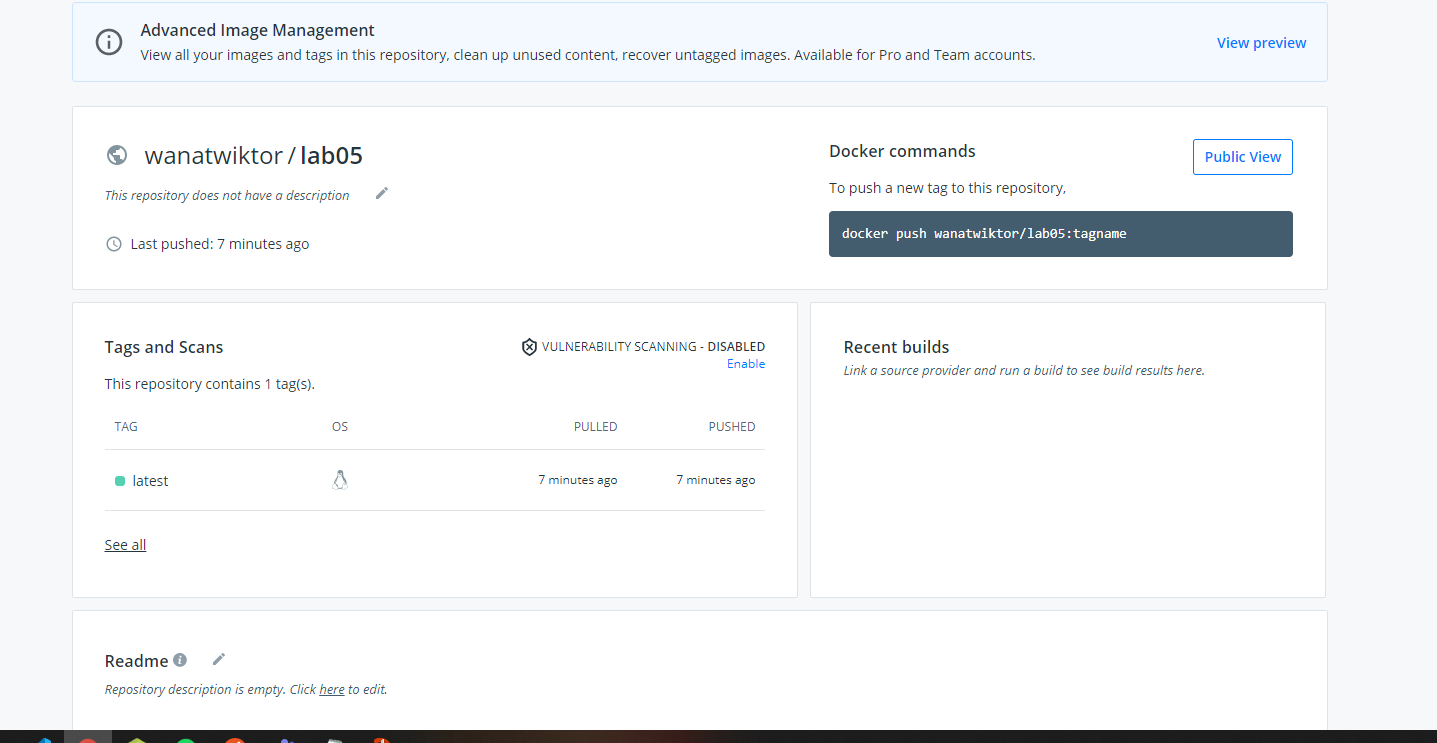 Advanced Image Management
View all your images and tags in this repository, clean up unused content, recover untagged images. Available for Pro and Team accounts.
View preview
wanatwiktor / lab05
This repository does not have a description
Last pushed: 7 minutes ago
Docker commands
Public View
To push a new tag to this repository,
docker push wanatwiktor/lab05:tagname
Tags and Scans
VULNERABILITY SCANNING - DISABLED
Enable
This repository contains 1 tag(s).
TAG OS PULLED PUSHED
latest 7 minutes ago 7 minutes ago
See all
Recent builds
Link a source provider and run a build to see build results here.
Readme
Repository description is empty. Click here to edit.